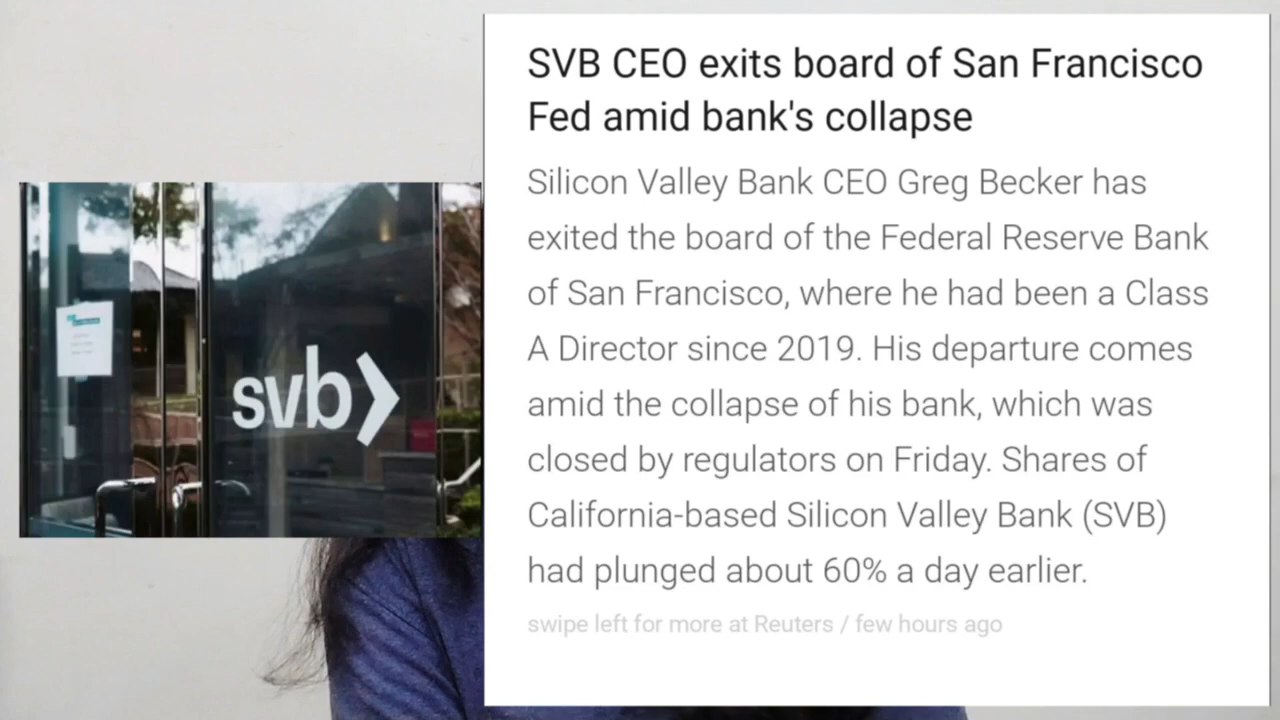 svb
SVB CEO exits board of San Francisco
Fed amid bank's collapse
Silicon Valley Bank CEO Greg Becker has
exited the board of the Federal Reserve Bank
of San Francisco, where he had been a Class
A Director since 2019. His departure comes
amid the collapse of his bank, which was
closed by regulators on Friday. Shares of
California-based Silicon Valley Bank (SVB)
had plunged about 60% a day earlier.
swipe left for more at Reuters / few hours ago